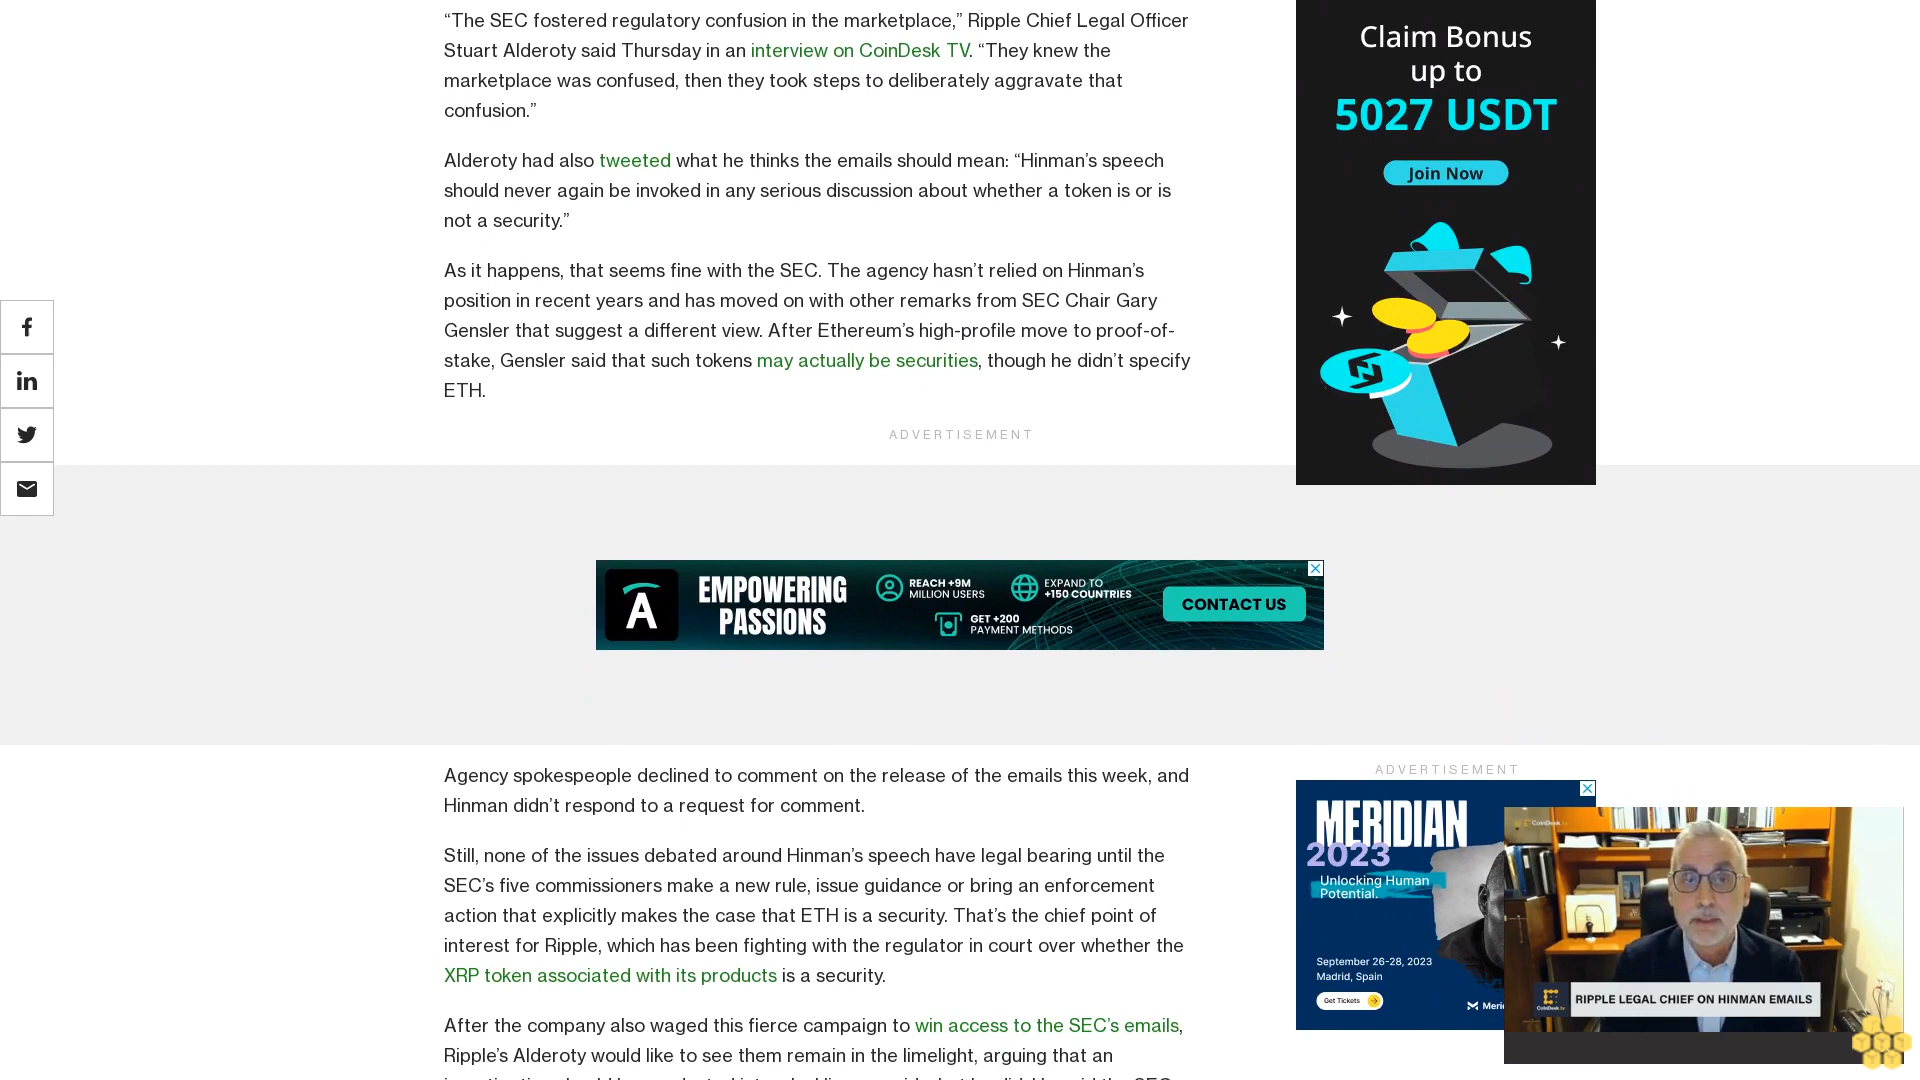 “The SEC fostered regulatory confusion in the marketplace,” Ripple Chief Legal Officer
Stuart Alderoty said Thursday in an interview on CoinDesk TV. “They knew the
marketplace was confused, then they took steps to deliberately aggravate that
confusion.”
Alderoty had also tweeted what he thinks the emails should mean: “Hinman’s speech
should never again be invoked in any serious discussion about whether a token is or is
not a security.”
As it happens, that seems fine with the SEC. The agency hasn’t relied on Hinman’s
position in recent years and has moved on with other remarks from SEC Chair Gary
Gensler that suggest a different view. After Ethereum’s high-profile move to proof-of-
stake, Gensler said that such tokens may actually be securities, though he didn’t specify
ETH.
Claim Bonus
up to
5027 USDT
Join Now
ADVERTISEMENT
A
EMPOWERING
PASSIONS
REACH +9M
MILLION USERS
EXPAND TO
+150 COUNTRIES
GET +200
PAYMENT METHODS
CONTACT US
Agency spokespeople declined to comment on the release of the emails this week, and
Hinman didn’t respond to a request for comment.
Still, none of the issues debated around Hinman’s speech have legal bearing until the
SEC’s five commissioners make a new rule, issue guidance or bring an enforcement
action that explicitly makes the case that ETH is a security. That’s the chief point of
interest for Ripple, which has been fighting with the regulator in court over whether the
XRP token associated with its products is a security.
After the company also waged this fierce campaign to win access to the SEC’s emails,
Ripple’s Alderoty would like to see them remain in the limelight, arguing that an
ADVERTISEMENT
MERIDIAN
2023
Unlocking Human
Potential.
September 26-28, 2023
Madrid, Spain
Get Tickets
CoinDesk tv
CoinDesk tv
RIPPLE LEGAL CHIEF ON HINMAN EMAILS